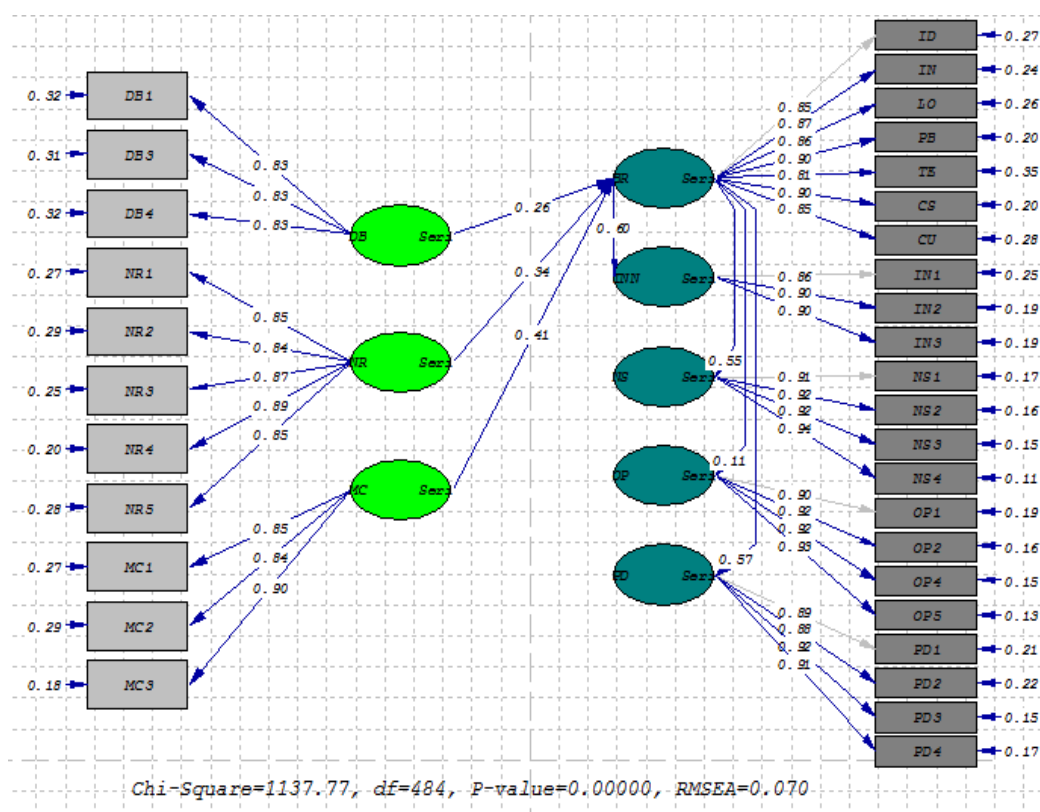 0.32 DB1
0.31 DB3
0.32 DB4
0.27 NR1
0.29 NR2
0.25 NR3
0.20 NR4
0.28 NR5
0.27 MC1
0.29 MC2
0.18 MC3
0.83
0.83
0.83
0.85
0.84
0.87
0.89
0.85
0.85
0.84
0.90
DB Seri
NR Seri
MC Seri
0.26
0.34
0.41
BR Seri
0.60
INN Seri
NS Seri
OP Seri
PD Seri
0.55
0.11
0.57
0.85
0.87
0.86
0.90
0.81
0.90
0.85
0.86
0.90
0.90
0.91
0.92
0.92
0.94
0.90
0.92
0.92
0.93
0.89
0.88
0.92
0.91
ID 0.27
IN 0.24
LO 0.26
PB 0.20
TE 0.35
CS 0.20
CU 0.28
IN1 0.25
IN2 0.19
IN3 0.19
NS1 0.17
NS2 0.16
NS3 0.15
NS4 0.11
OP1 0.19
OP2 0.16
OP4 0.15
OP5 0.13
PD1 0.21
PD2 0.22
PD3 0.15
PD4 0.17
Chi-Square=1137.77, df=484, P-value=0.00000, RMSEA=0.070